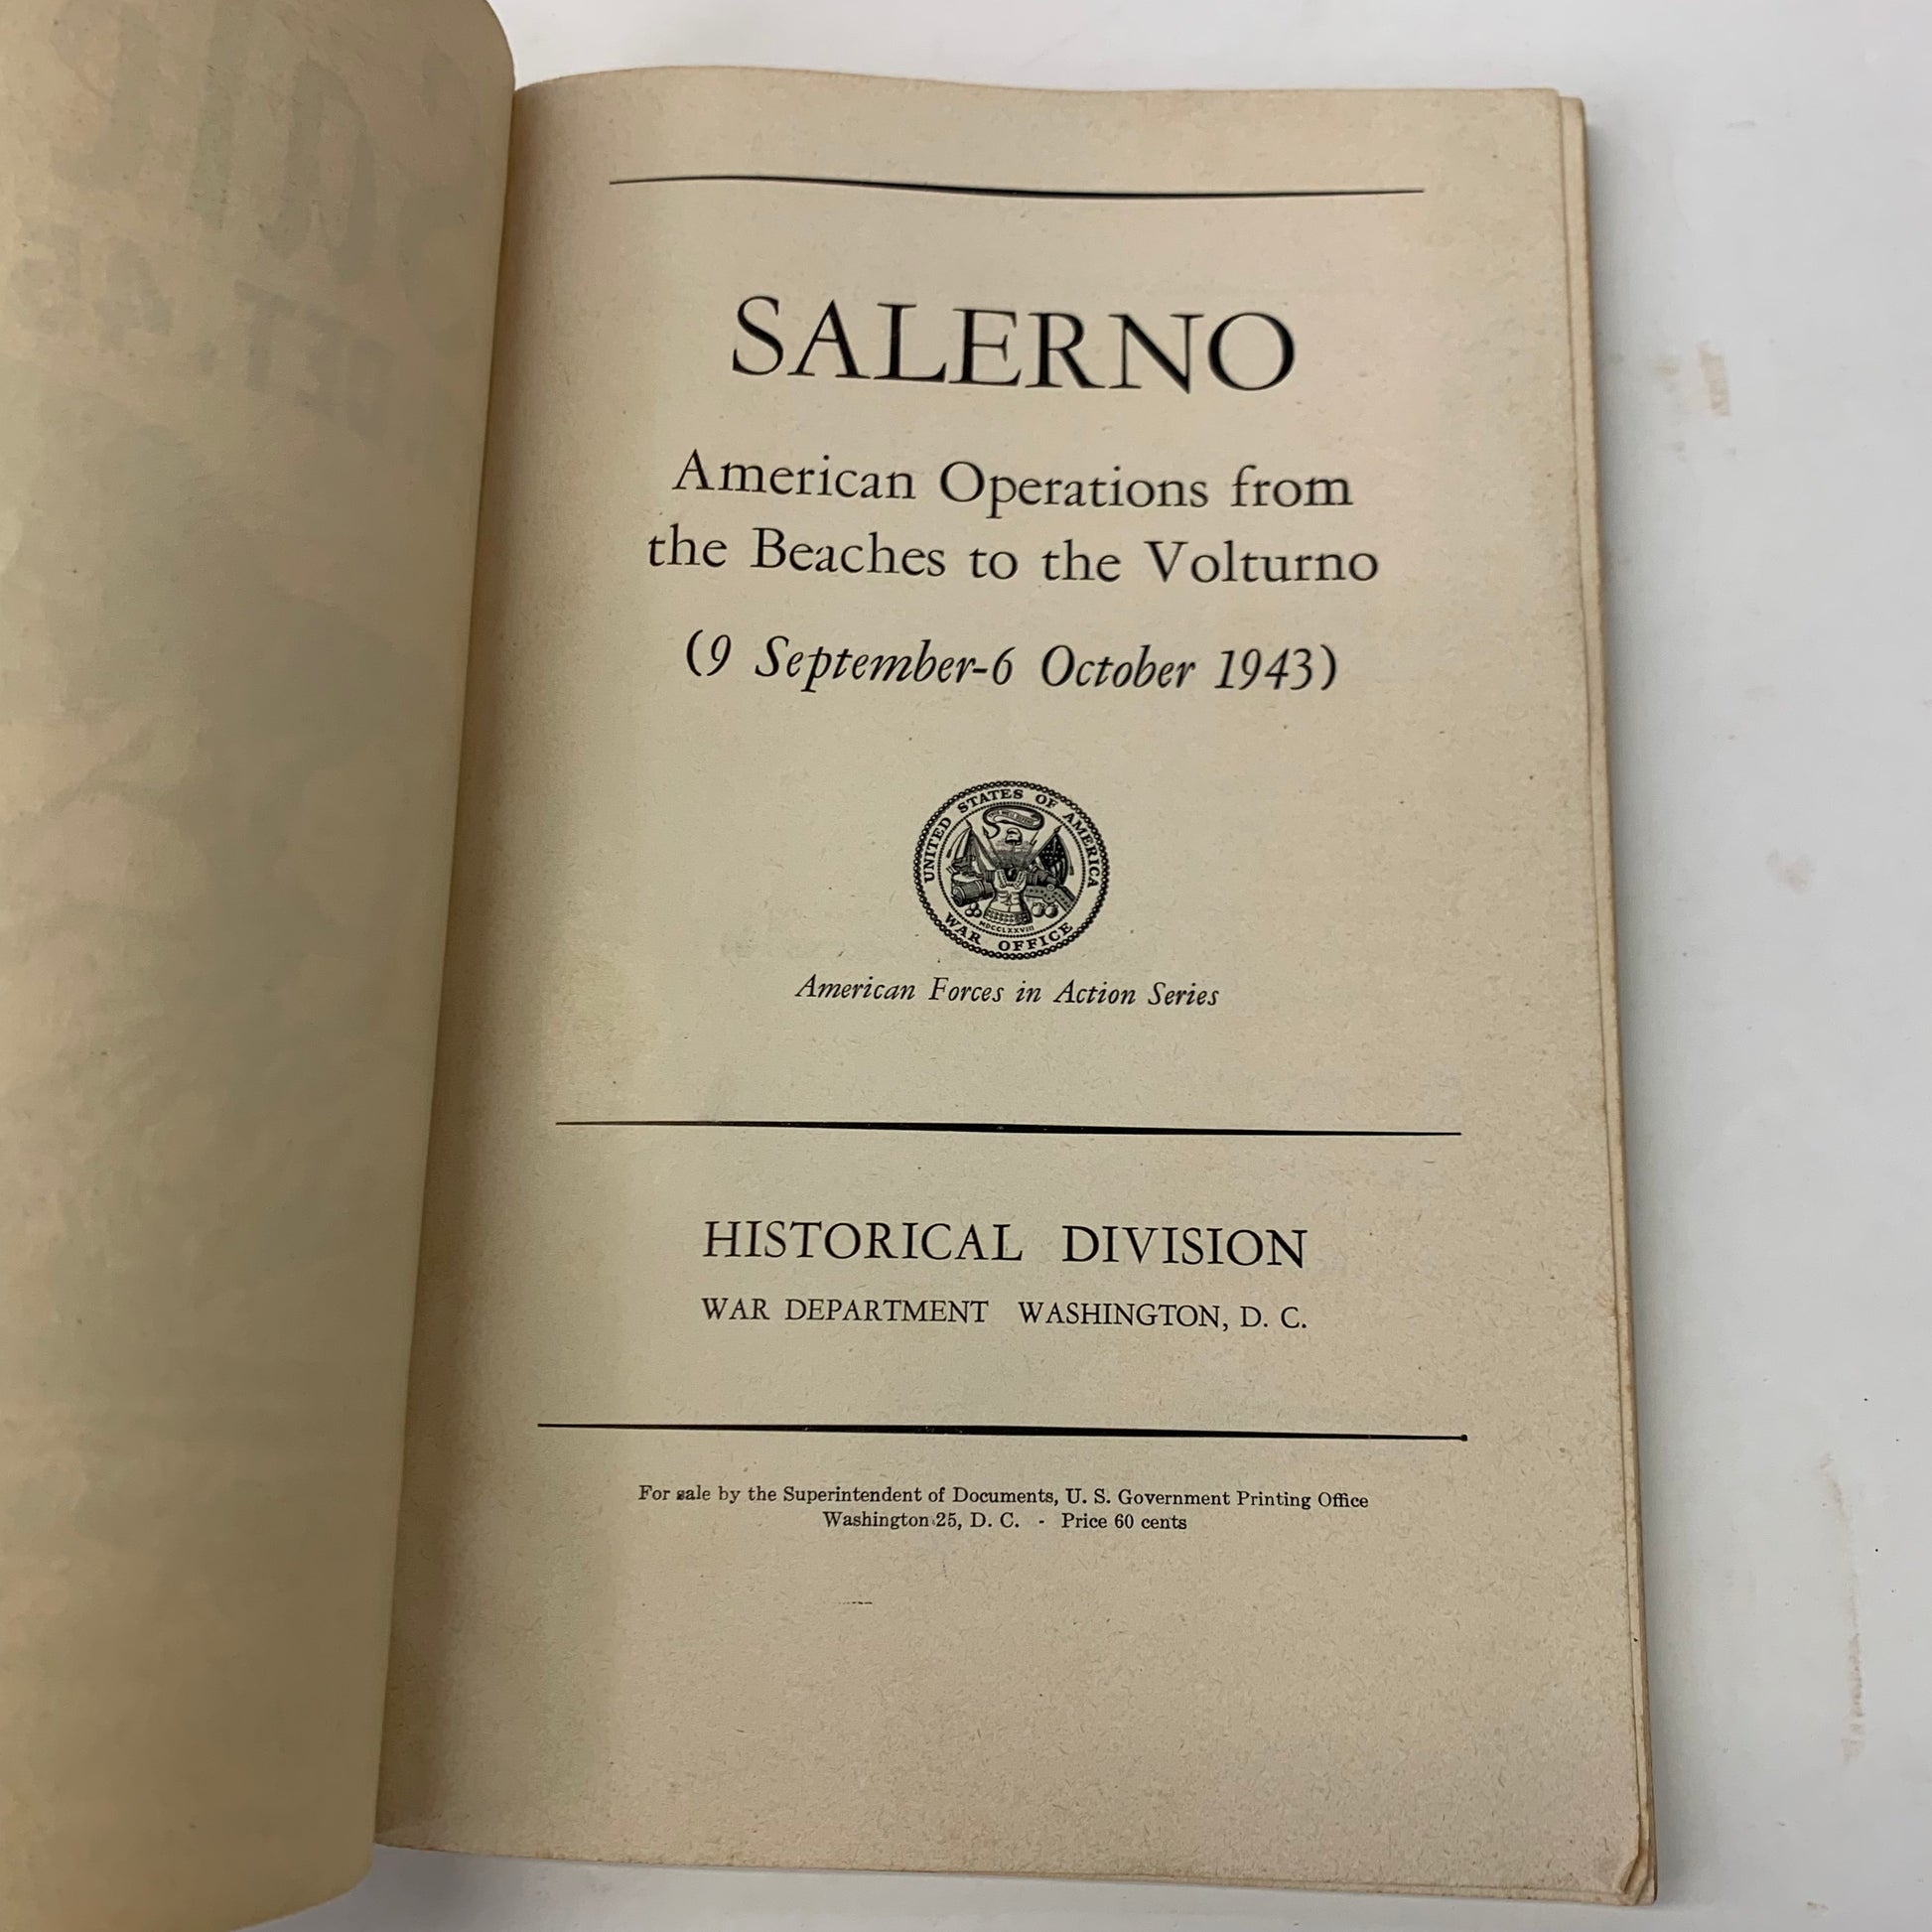 SALERNO
American Operations from
the Beaches to the Volturno
(9 September-6 October 1943)
UNITED STATES OF AMERICA
WAR OFFICE
MDCCLXXVIII
American Forces in Action Series
HISTORICAL DIVISION
WAR DEPARTMENT WASHINGTON, D. C.
For sale by the Superintendent of Documents, U. S. Government Printing Office
Washington 25, D. C. - Price 60 cents